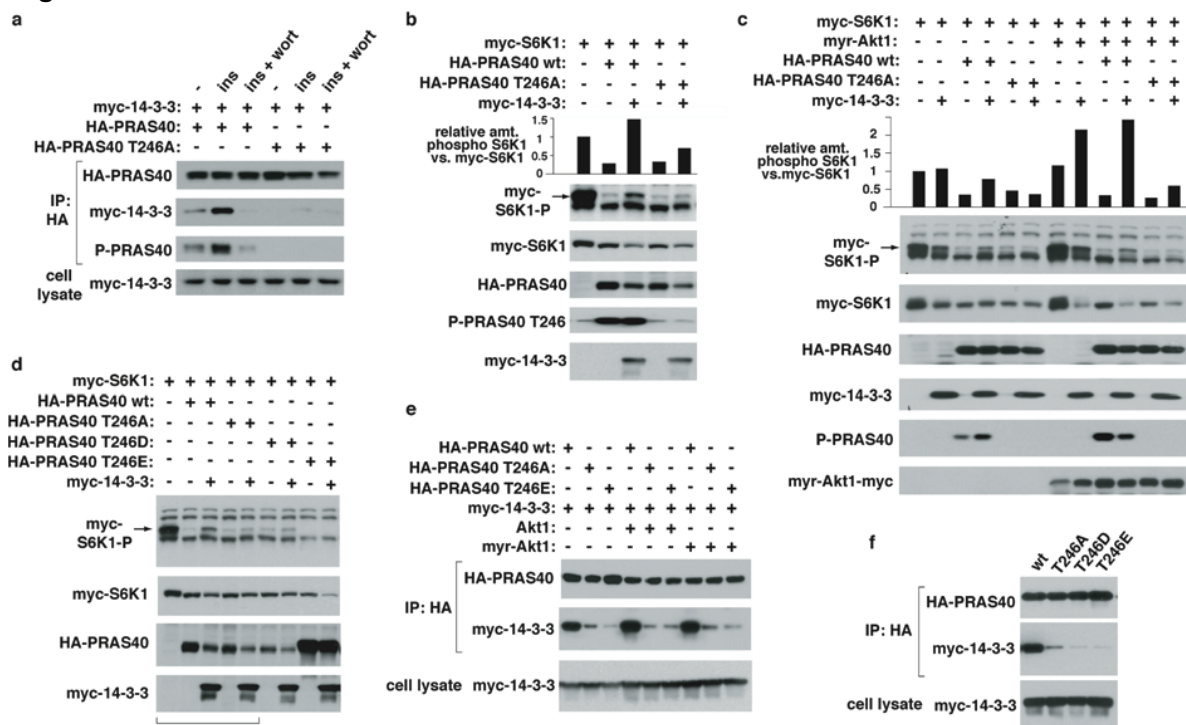 a
- ins ins + wort - ins ins + wort
myc-14-3-3: + + + + + +
HA-PRAS40: + + + - - -
HA-PRAS40 T246A: - - - + + +
IP: HA
HA-PRAS40
myc-14-3-3
P-PRAS40
cell lysate myc-14-3-3
b
myc-S6K1: + + + + +
HA-PRAS40 wt: - + + - -
HA-PRAS40 T246A: - - - + +
myc-14-3-3: - - + - +
relative amt. phospho S6K1 vs. myc-S6K1
1.5
1
0.5
0
myc-S6K1-P
myc-S6K1
HA-PRAS40
P-PRAS40 T246
myc-14-3-3
c
myc-S6K1: + + + + + + + + + + + +
myr-Akt1: - - - - - - + + + + + +
HA-PRAS40 wt: - - + + - - - - + + - -
HA-PRAS40 T246A: - - - - + + - - - - + +
myc-14-3-3: - + - + - + - + - + - +
relative amt. phospho S6K1 vs.myc-S6K1
2
1.5
1
0.5
0
myc-S6K1-P
myc-S6K1
HA-PRAS40
myc-14-3-3
P-PRAS40
myr-Akt1-myc
d
myc-S6K1: + + + + + + + + +
HA-PRAS40 wt: - + + - - - - - -
HA-PRAS40 T246A: - - - + + - - - -
HA-PRAS40 T246D: - - - - - + + - -
HA-PRAS40 T246E: - - - - - - - + +
myc-14-3-3: - - + - + - + - +
myc-S6K1-P
myc-S6K1
HA-PRAS40
myc-14-3-3
e
HA-PRAS40 wt: + - - + - - + - -
HA-PRAS40 T246A: - + - - + - - + -
HA-PRAS40 T246E: - - + - - + - - +
myc-14-3-3: + + + + + + + + +
Akt1: - - - + + + - - -
myr-Akt1: - - - - - - + + +
IP: HA
HA-PRAS40
myc-14-3-3
cell lysate myc-14-3-3
f
wt T246A T246D T246E
IP: HA
HA-PRAS40
myc-14-3-3
cell lysate myc-14-3-3